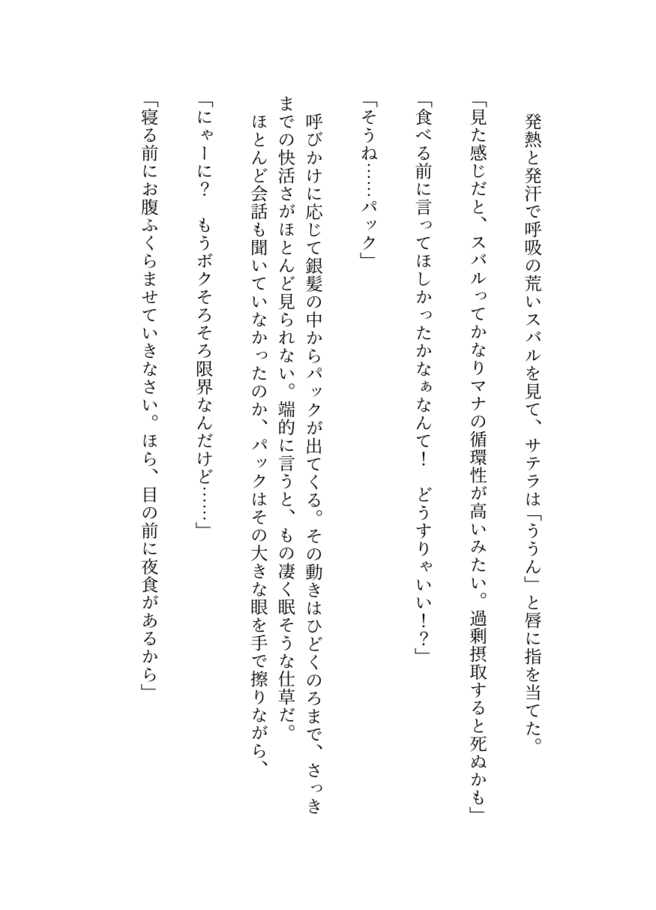 発熱と発汗で呼吸の荒いスバルを見て、サテラは「ううん」と唇に指を当てた。
「見た感じだと、スバルってかなりマナの循環性が高いみたい。過剰摂取すると死ぬかも」
「食べる前に言ってほしかったかなぁなんて！　どうすりゃいい！？」
「そうね……パック」
呼びかけに応じて銀髪の中からパックが出てくる。その動きはひどくのろまで、さっき
までの快活さがほとんど見られない。端的に言うと、もの凄く眠そうな仕草だ。
ほとんど会話も聞いていなかったのか、パックはその大きな眼を手で擦りながら、
「にゃーに？　もうボクそろそろ限界なんだけど……」
「寝る前にお腹ふくらませていきなさい。ほら、目の前に夜食があるから」